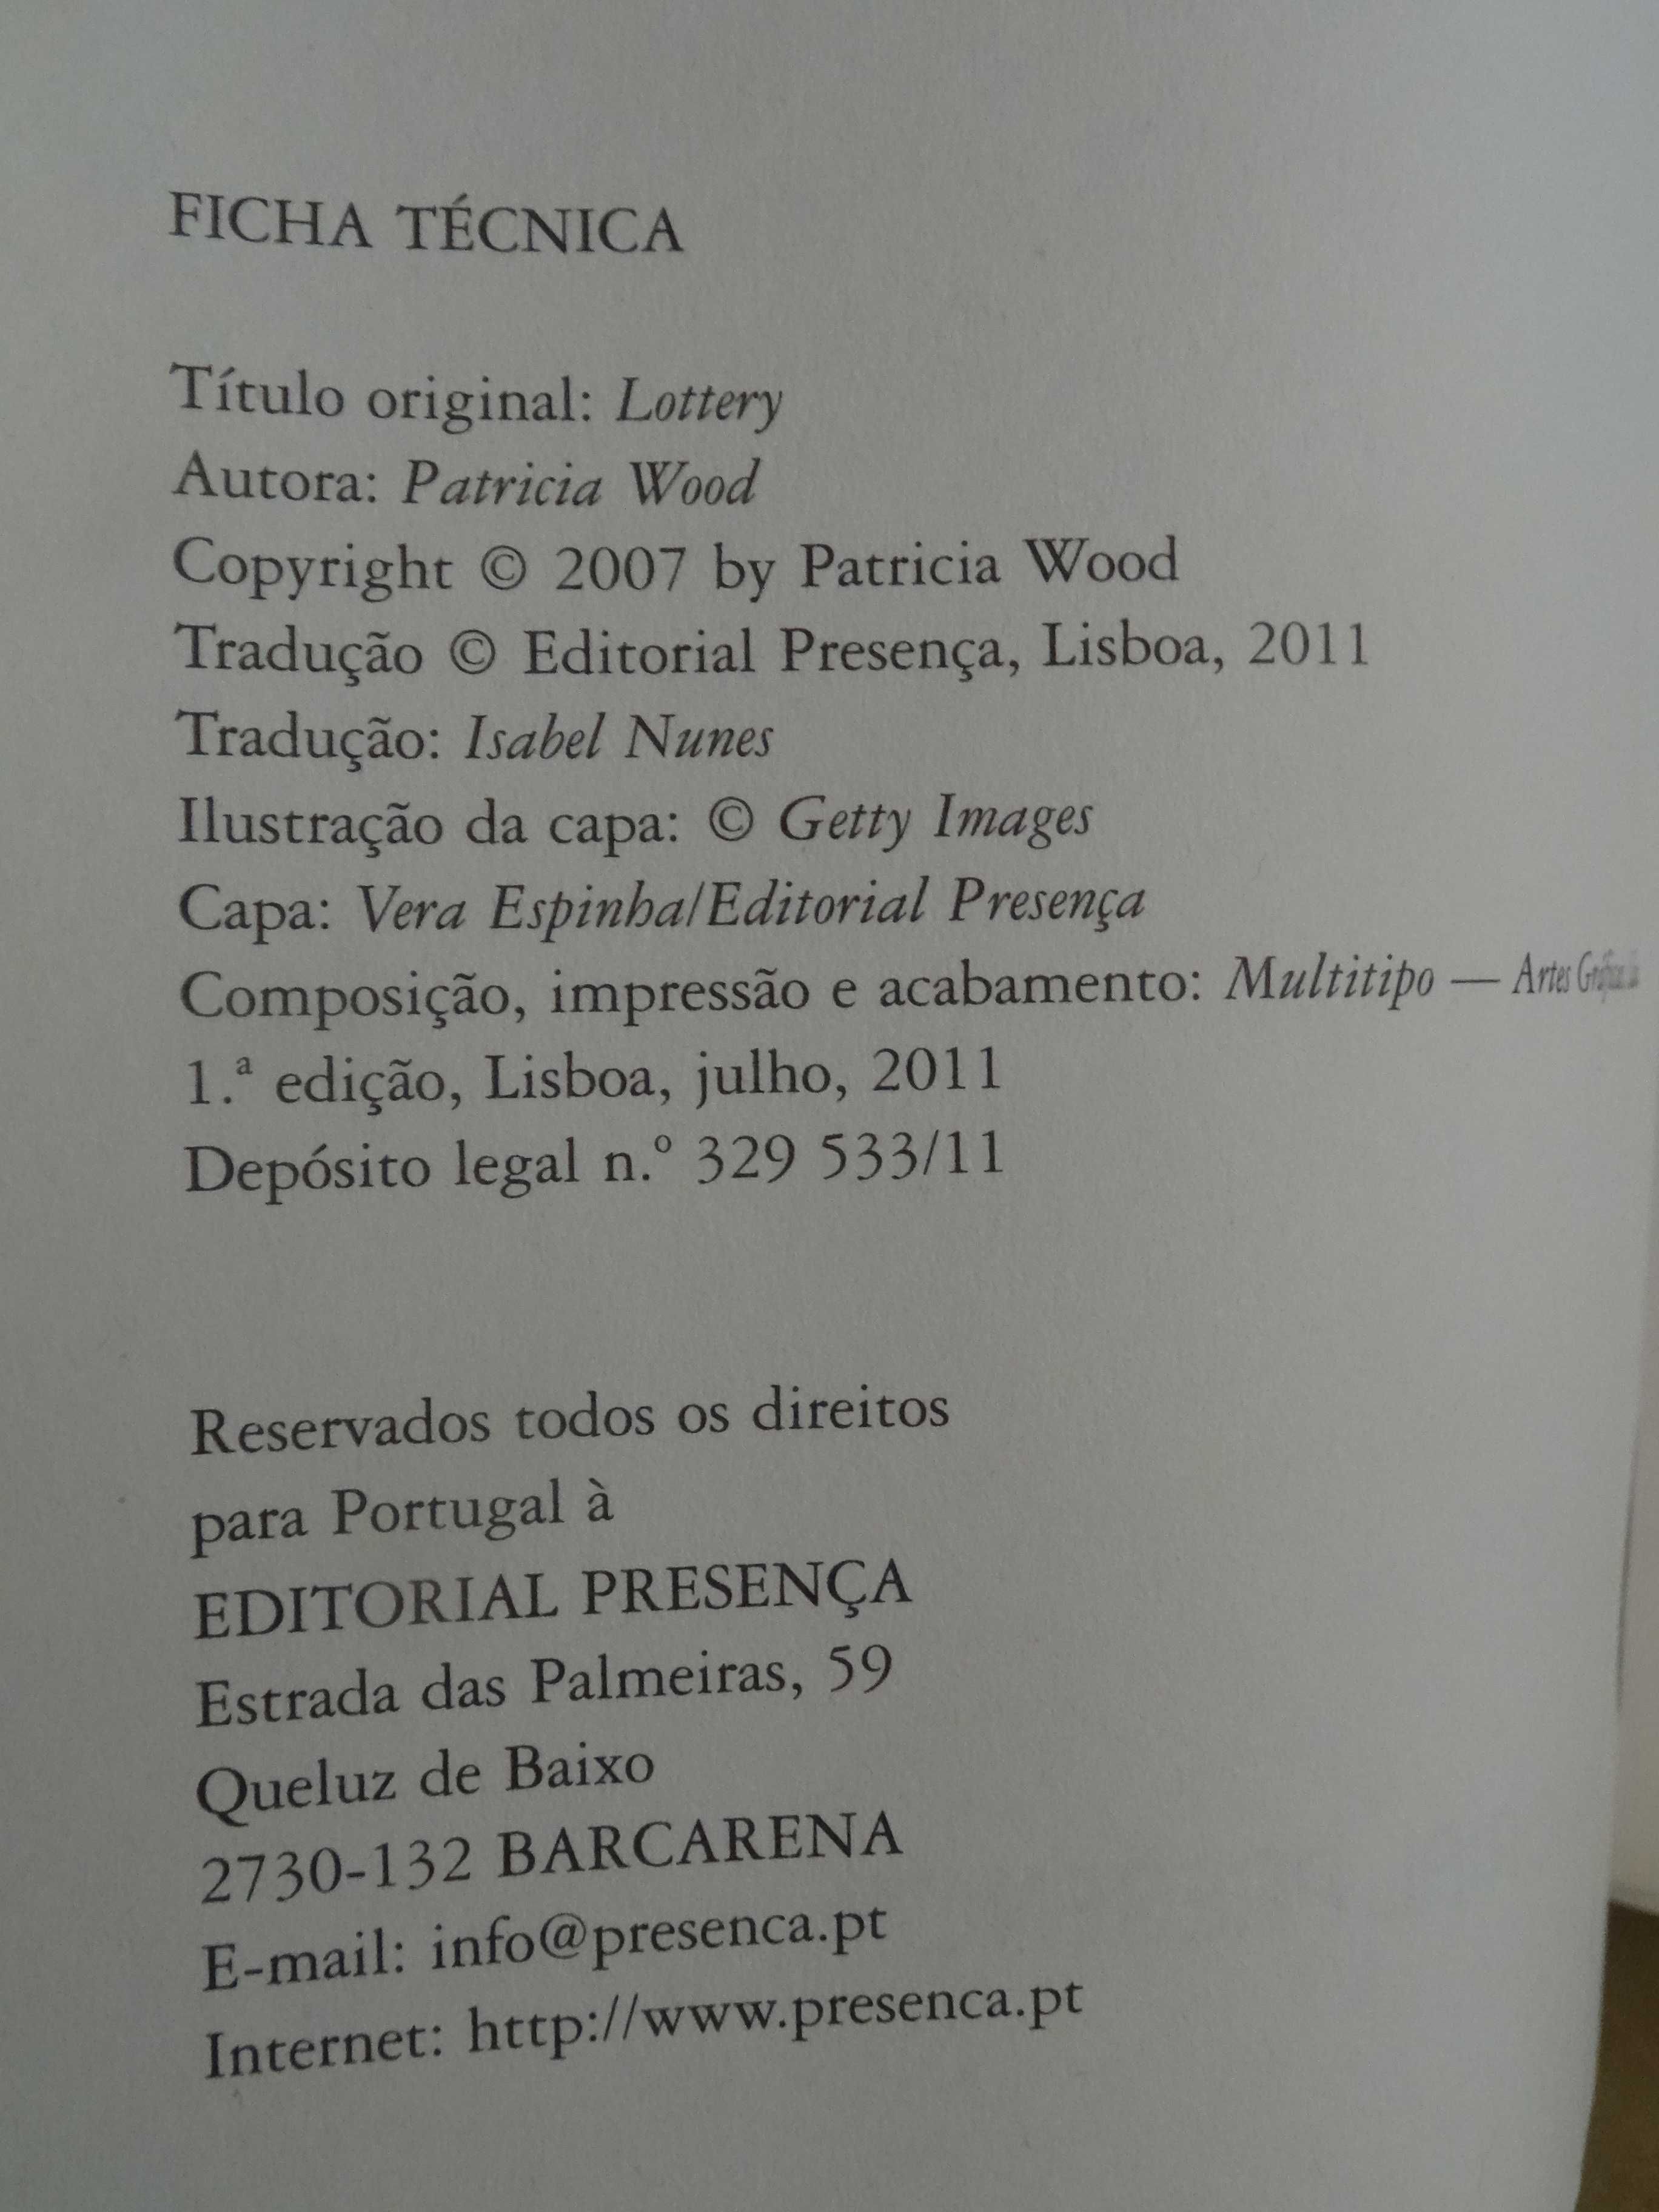 FICHA TÉCNICA
Título original: Lottery
Autora: Patricia Wood
Copyright © 2007 by Patricia Wood
Tradução © Editorial Presença, Lisboa, 2011
Tradução: Isabel Nunes
Ilustração da capa: © Getty Images
Capa: Vera Espinha/Editorial Presença
Composição, impressão e acabamento: Multitipo — Artes
1.ª edição, Lisboa, julho, 2011
Depósito legal n.º 329 533/11
Reservados todos os direitos
para Portugal à
EDITORIAL PRESENÇA
Estrada das Palmeiras, 59
Queluz de Baixo
2730-132 BARCARENA
E-mail: info@presenca.pt
Internet: http://www.presenca.pt